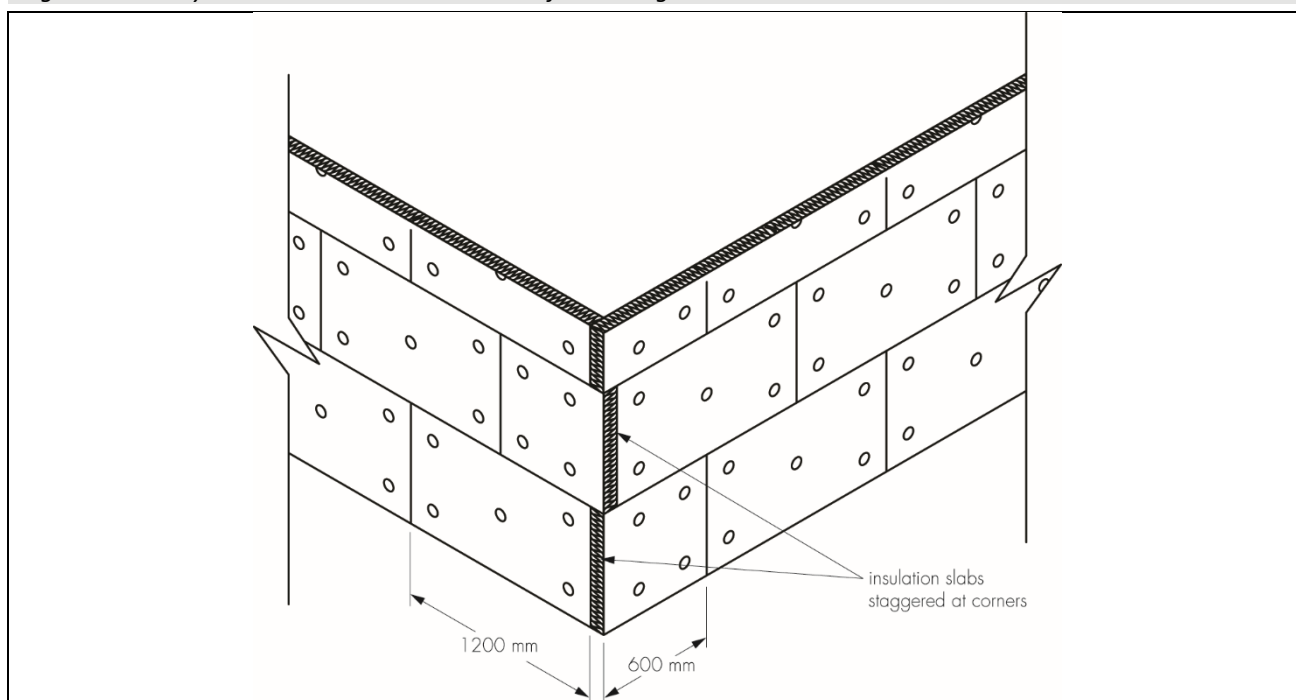 insulation slabs
staggered at corners
1200 mm
600 mm